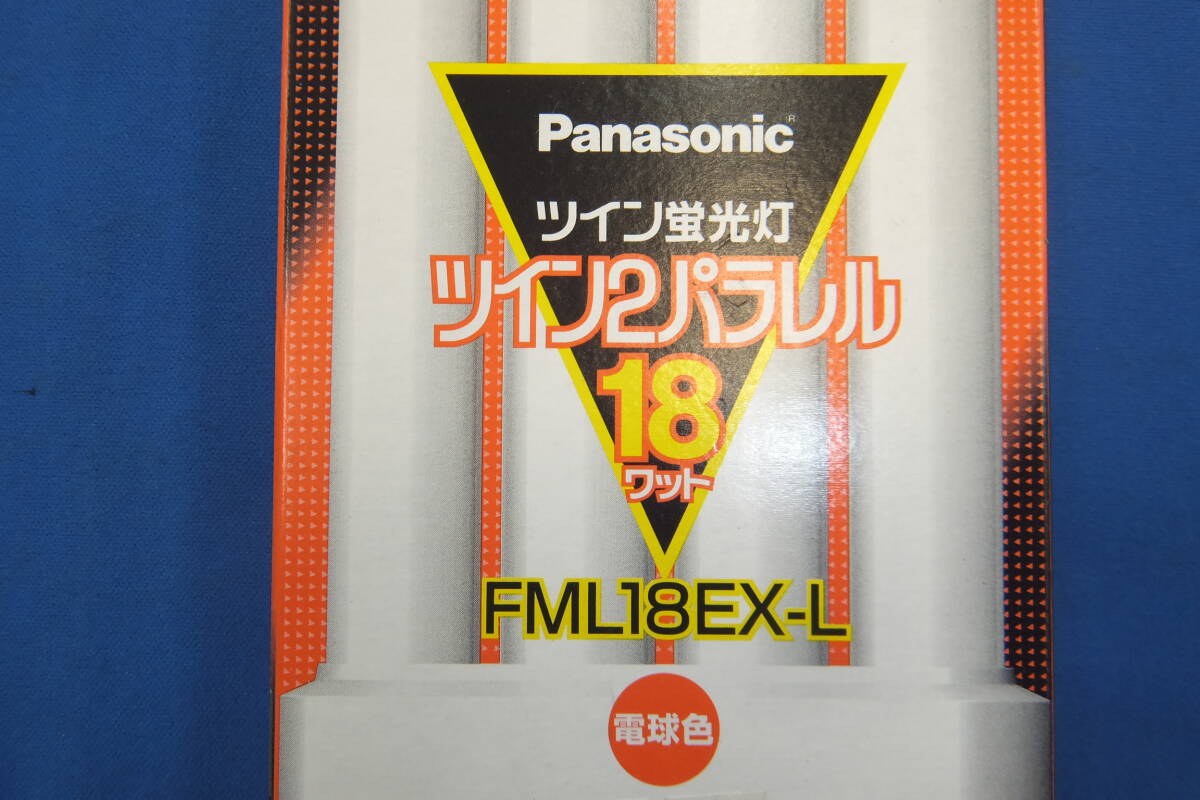 Panasonic®
ツイン蛍光灯
ツイン2パラレル
18
ワット
FML18EX-L
電球色